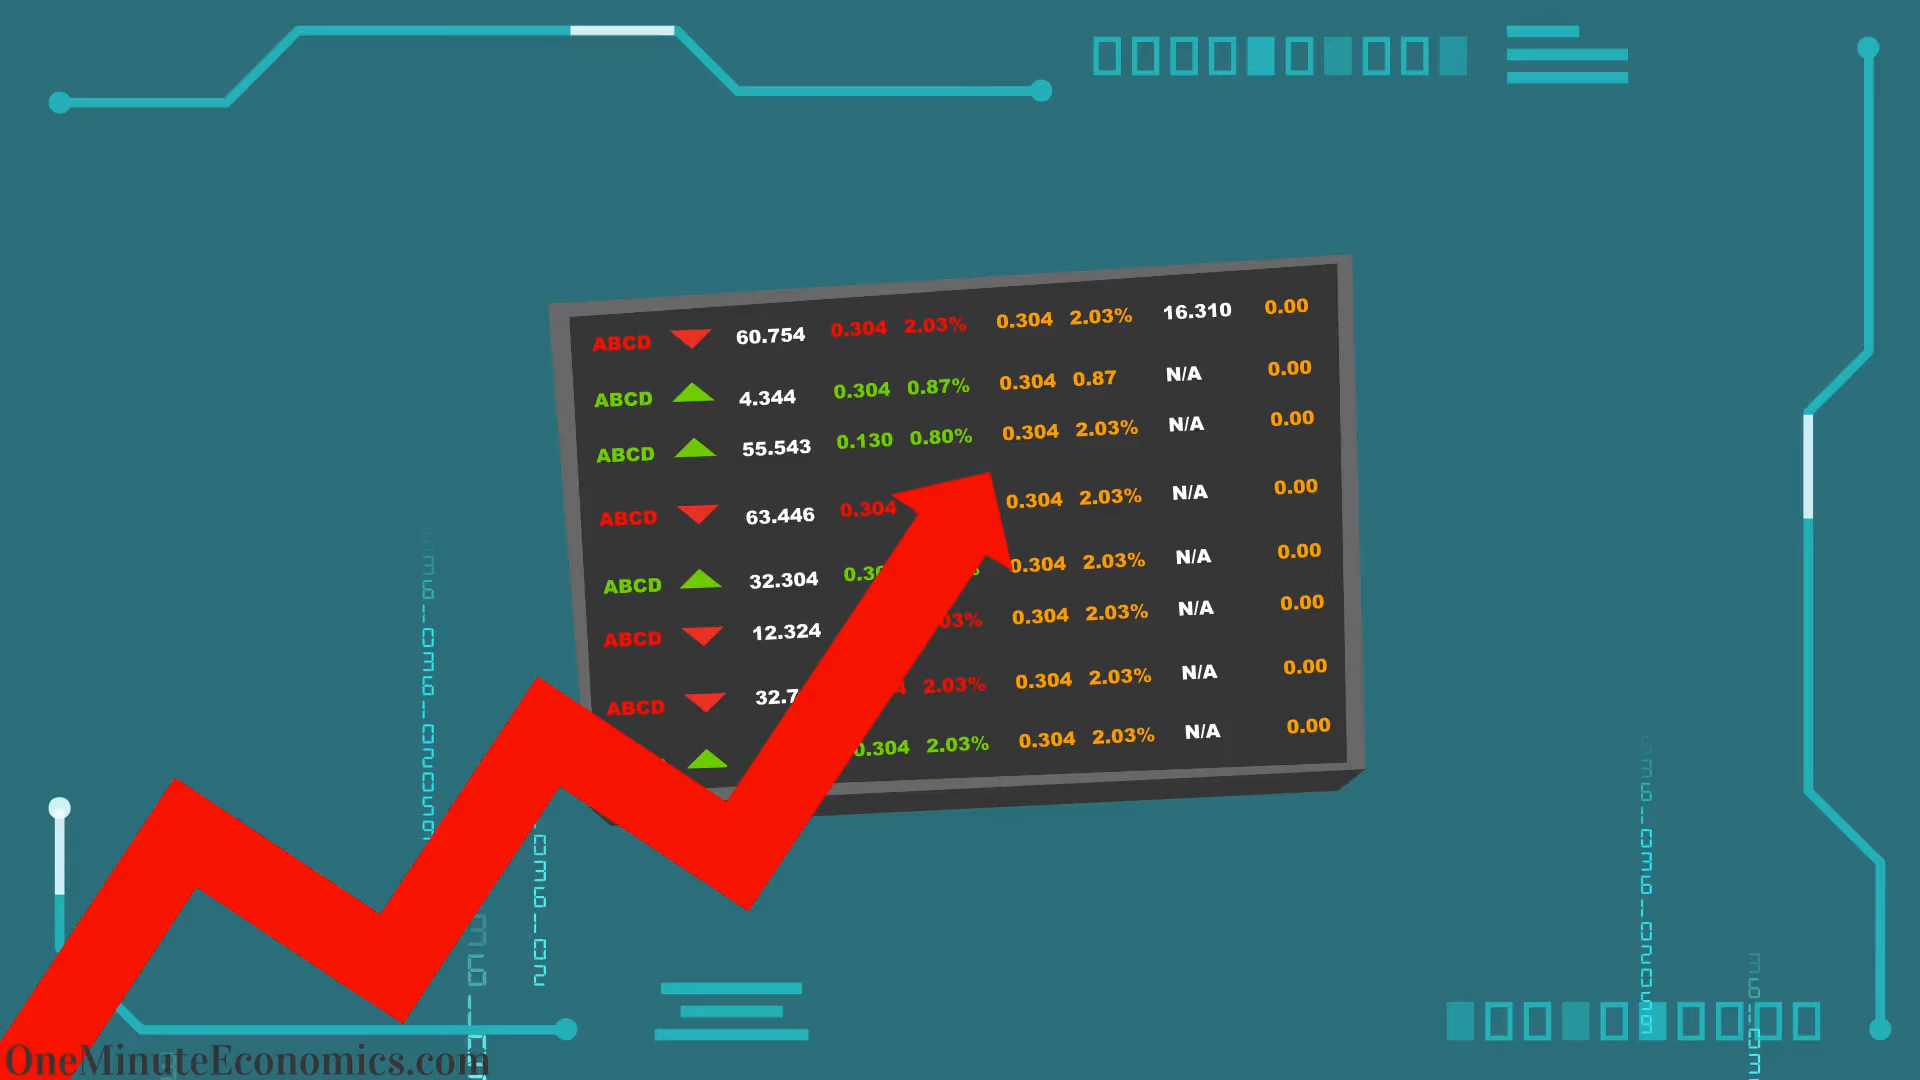 ABCD 60.754 0.304 2.03% 0.304 2.03% 16.310 0.00
ABCD 4.344 0.304 0.87% 0.304 0.87 N/A 0.00
ABCD 55.543 0.130 0.80% 0.304 2.03% N/A 0.00
ABCD 63.446 0.304 0.304 2.03% N/A 0.00
ABCD 32.304 0.304 2.03% N/A 0.00
ABCD 12.324 0.304 2.03% N/A 0.00
ABCD 2.03% 0.304 2.03% N/A 0.00
0.304 2.03% 0.304 2.03% N/A 0.00
OneMinuteEconomics.com